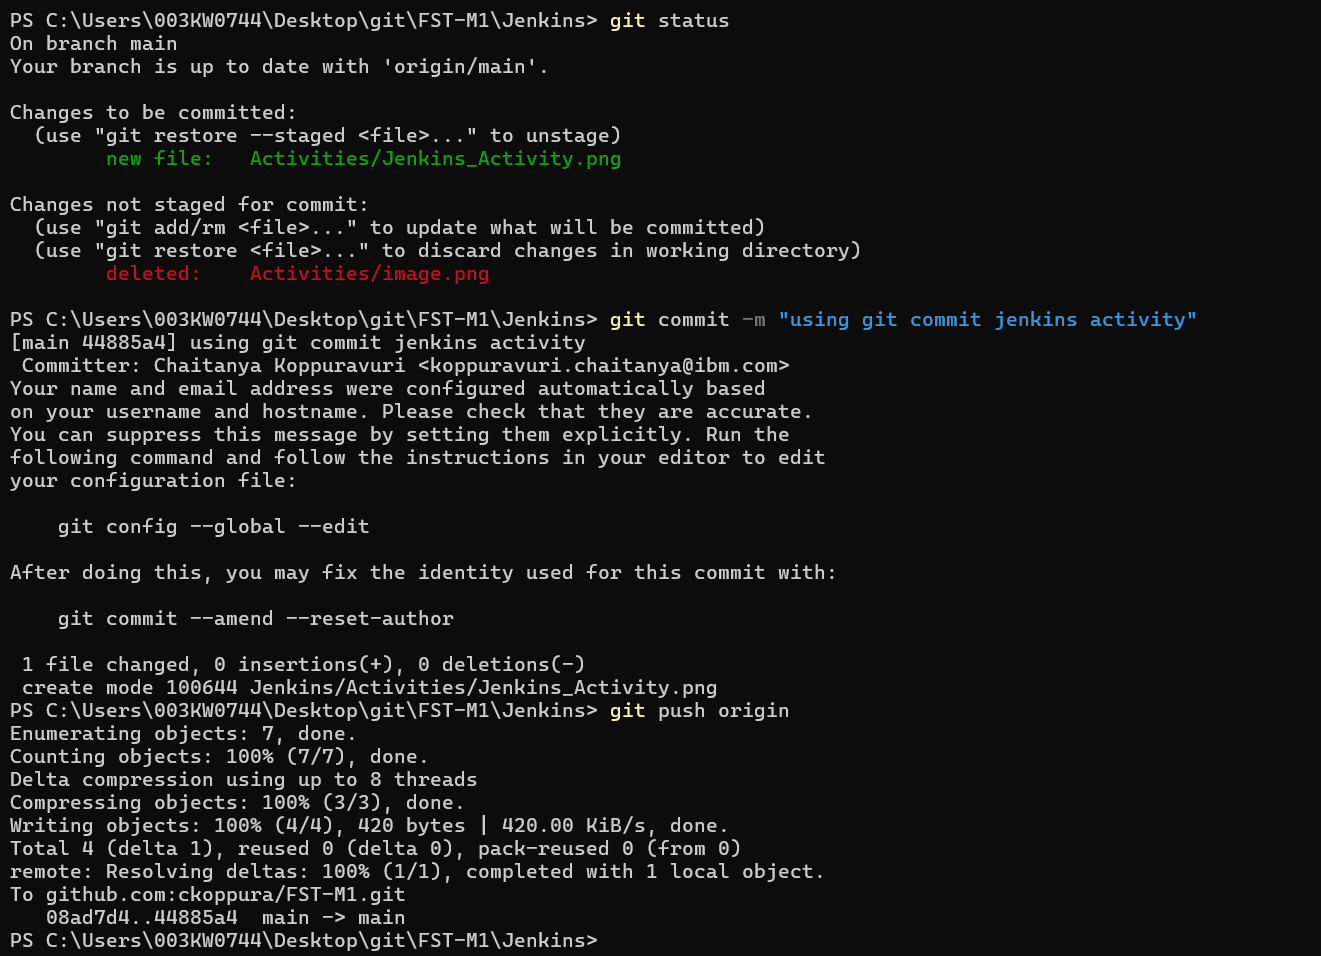 PS C:\Users\003KW0744\Desktop\git\FST-M1\Jenkins> git status
On branch main
Your branch is up to date with 'origin/main'.

Changes to be committed:
  (use "git restore --staged <file>..." to unstage)
        new file:   Activities/Jenkins_Activity.png

Changes not staged for commit:
  (use "git add/rm <file>..." to update what will be committed)
  (use "git restore <file>..." to discard changes in working directory)
        deleted:    Activities/image.png

PS C:\Users\003KW0744\Desktop\git\FST-M1\Jenkins> git commit -m "using git commit jenkins activity"
[main 44885a4] using git commit jenkins activity
 Committer: Chaitanya Koppuravuri <koppuravuri.chaitanya@ibm.com>
Your name and email address were configured automatically based
on your username and hostname. Please check that they are accurate.
You can suppress this message by setting them explicitly. Run the
following command and follow the instructions in your editor to edit
your configuration file:

    git config --global --edit

After doing this, you may fix the identity used for this commit with:

    git commit --amend --reset-author

 1 file changed, 0 insertions(+), 0 deletions(-)
 create mode 100644 Jenkins/Activities/Jenkins_Activity.png
PS C:\Users\003KW0744\Desktop\git\FST-M1\Jenkins> git push origin
Enumerating objects: 7, done.
Counting objects: 100% (7/7), done.
Delta compression using up to 8 threads
Compressing objects: 100% (3/3), done.
Writing objects: 100% (4/4), 420 bytes | 420.00 KiB/s, done.
Total 4 (delta 1), reused 0 (delta 0), pack-reused 0 (from 0)
remote: Resolving deltas: 100% (1/1), completed with 1 local object.
To github.com:ckoppura/FST-M1.git
   08ad7d4..44885a4  main -> main
PS C:\Users\003KW0744\Desktop\git\FST-M1\Jenkins>